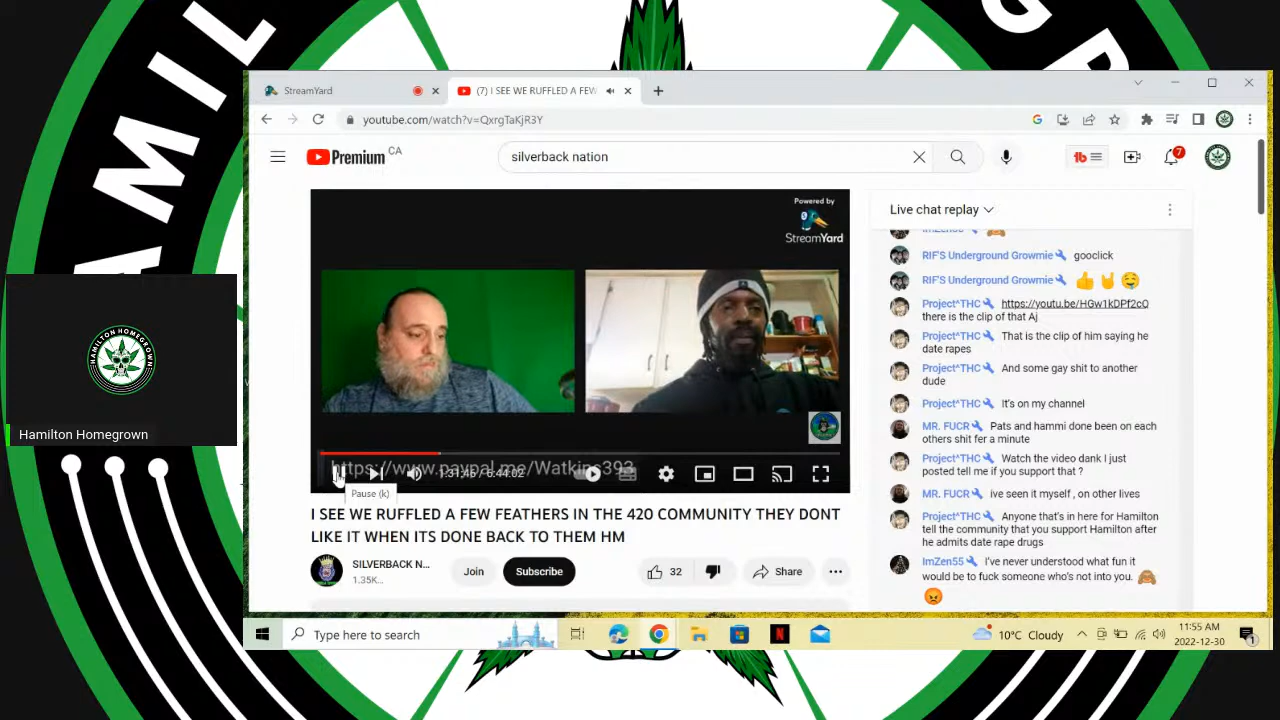 HAMIL
GR
StreamYard
(7) I SEE WE RUFFLED A FEW
youtube.com/watch?v=QxrgTaKjR3Y
Premium CA
silverback nation
7
Powered by
StreamYard
https://www.paypal.me/Watkins393
1:31:46 / 6:44:02
Pause (k)
I SEE WE RUFFLED A FEW FEATHERS IN THE 420 COMMUNITY THEY DONT
LIKE IT WHEN ITS DONE BACK TO THEM HM
SILVERBACK N...
1.35K...
Join
Subscribe
32
Share
Live chat replay
ImZen55
RIF'S Underground Growmie gooclick
RIF'S Underground Growmie 👍🤘🤤
Project^THC https://youtu.be/HGw1kDPf2cQ
there is the clip of that Aj
Project^THC That is the clip of him saying he
date rapes
Project^THC And some gay shit to another
dude
Project^THC It's on my channel
MR. FUCR Pats and hammi done been on each
others shit fer a minute
Project^THC Watch the video dank I just
posted tell me if you support that ?
MR. FUCR ive seen it myself , on other lives
Project^THC Anyone that's in here for Hamilton
tell the community that you support Hamilton after
he admits date rape drugs
ImZen55 I've never understood what fun it
would be to fuck someone who's not into you. 🙈
😡
HAMILTON HOMEGROWN
Hamilton Homegrown
Type here to search
10°C Cloudy
11:55 AM
2022-12-30
1